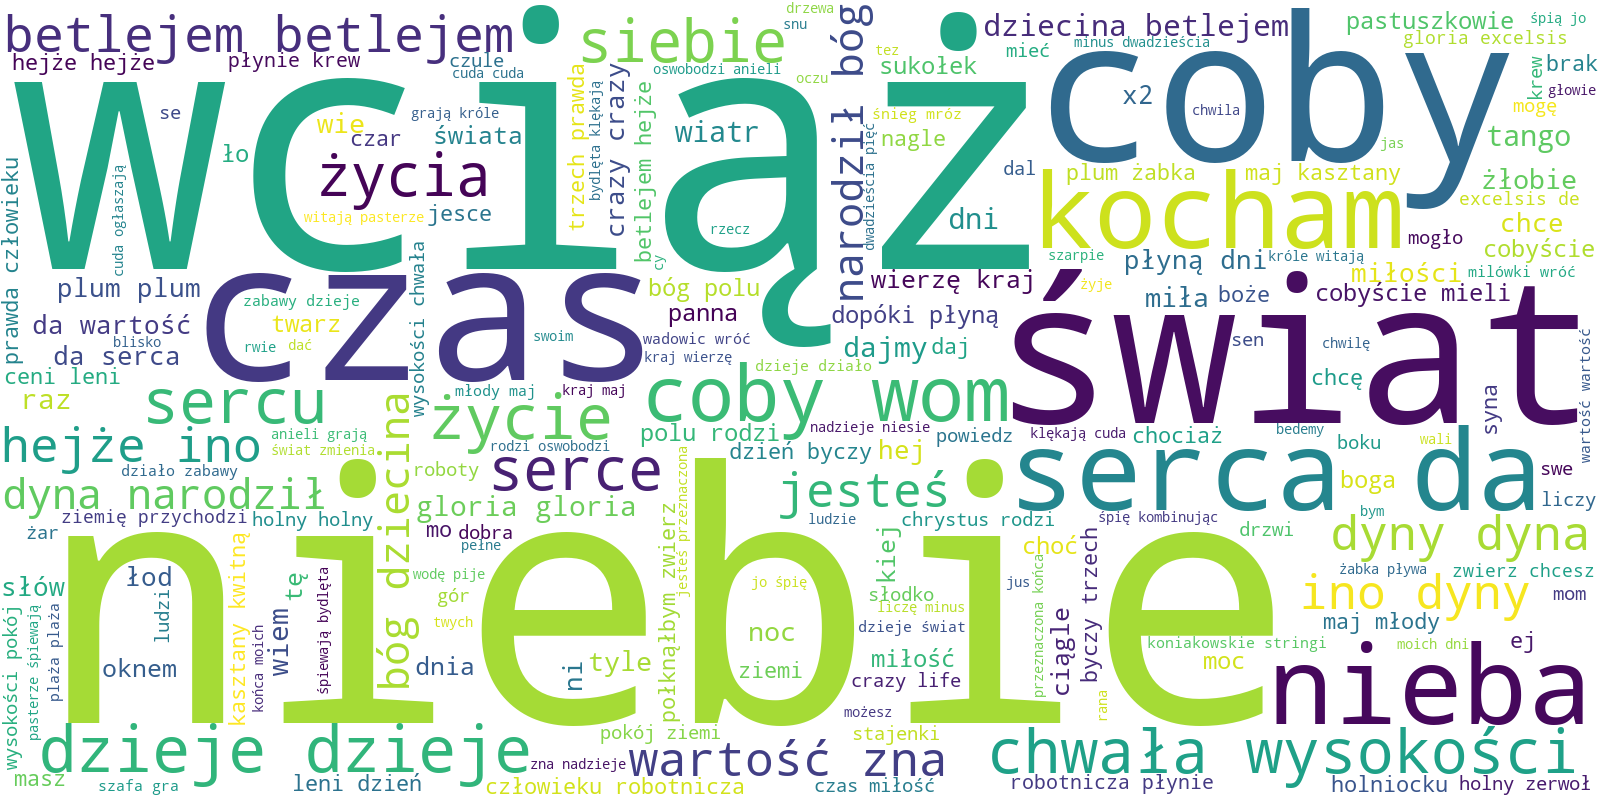 betlejem betlejem
hejże hejże
płynie krew
czule
cuda cuda
siebie
drzewa
snu
oswobodzi anieli
oczu
narodził bóg
tez
sukołek
dziecina betlejem
mieć
minus dwadzieścia
pastuszkowie
śpią jo
gloria excelsis
krew
brak
głowie
wciąż
coby
se
grają króle
wie
czar
świata
ło
życia
jesce
witają pasterze
cuda ogłaszają
prawda człowieku
trzech prawda
bydlęta klękają
crazy crazy
betlejem hejże
wiatr
rzecz
cy
śnieg mróz
nagle
dwadzieścia pięć
x2
chwila
mogę
tango
jas
dal
plum żabka
maj kasztany
żłobie
dni
kocham
excelsis de
chce
mogło
cobyście
szarpie
płyną dni
króle witają
miłości
milówki wróć
plum plum
wysokości chwała
czas
bóg polu
wierzę kraj
żyje
miła
boże
cobyście mieli
zabawy dzieje
da wartość
twarz
panna
dopóki płyną
świat
blisko
rwie
dać
swoim
wadowic wróć
dajmy
daj
sen
chwilę
da serca
kraj wierzę
ceni leni
dzieje działo
chcę
wartość wartość
raz
sercu
młody maj
kraj maj
coby wom
syna
życie
hejże ino
anieli grają
świat zmienia
bóg dziecina
rodzi oswobodzi
nadzieje niesie
polu rodzi
powiedz
klękają cuda
chociaż
bedemy
boku
wali
działo zabawy
roboty
serce
dzień byczy
hej
serca da
swe
dyna narodził
jesteś
boga
liczy
gloria gloria
jesteś przeznaczona
ziemię przychodzi
holny holny
mo
dobra
ludzie
chrystus rodzi
śpię kombinując
bym
żar
pełne
połknąłbym zwierz
kiej
drzwi
dyny dyna
choć
niebie
kasztany kwitną
tę
słów
łod
wodę pije
jo śpię
jus
żabka pływa
zwierz chcesz
ludzi
śpiewają bydlęta
gór
słodko
przeznaczona końca
ino dyny
mom
wysokości pokój
pasterze śpiewają
plaża plaża
wiem
twych
liczę minus
noc
dzieje świat
ciągle
byczy trzech
maj młody
końca moich
oknem
dnia
ni
tyle
ziemi
miłość
koniakowskie stringi
moich dni
ej
moc
crazy life
rana
nieba
możesz
dzieje dzieje
pokój ziemi
stajenki
chwała wysokości
zna nadzieje
wartość zna
masz
szafa gra
leni dzień
człowieku robotnicza
czas miłość
robotnicza płynie
holniocku
holny zerwoł